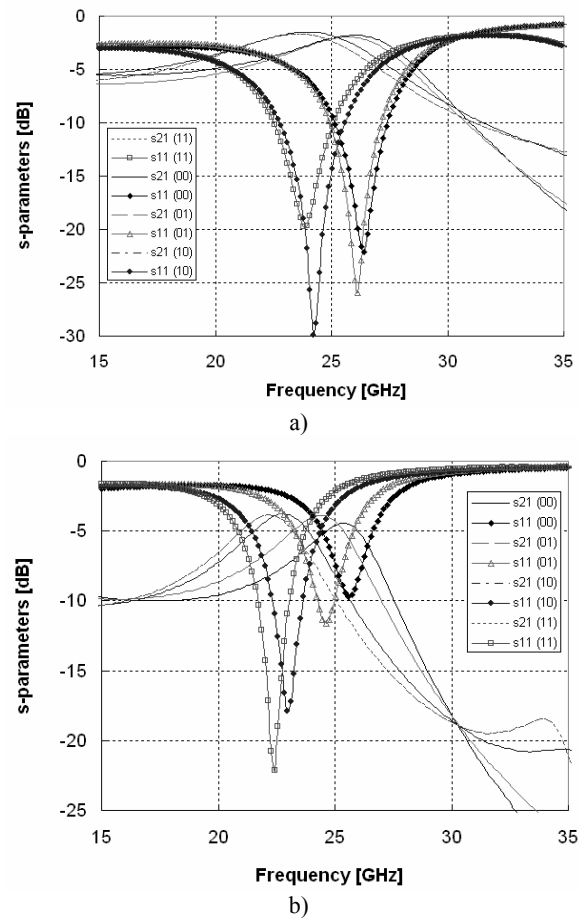 0
-5
-10
-15
-20
-25
-30
s-parameters [dB]
s21 (11)
s11 (11)
s21 (00)
s11 (00)
s21 (01)
s11 (01)
s21 (10)
s11 (10)
15 20 25 30 35
Frequency [GHz]
a)
0
-5
-10
-15
-20
-25
s-parameters [dB]
s21 (00)
s11 (00)
s21 (01)
s11 (01)
s21 (10)
s11 (10)
s21 (11)
s11 (11)
15 20 25 30 35
Frequency [GHz]
b)